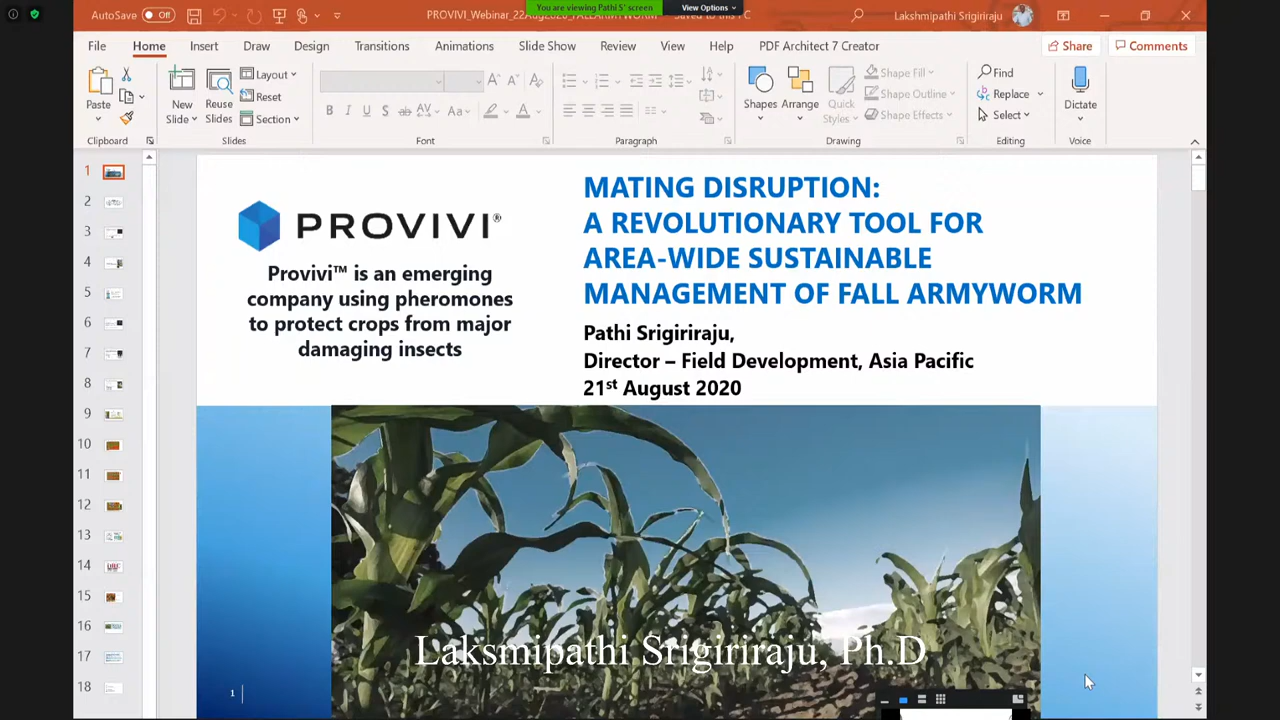 You are viewing Pathi S' screen
View Options
AutoSave
Off
Lakshmipathi Srigiriraju
File Home Insert Draw Design Transitions Animations Slide Show Review View Help PDF Architect 7 Creator
Share
Comments
Paste
New
Slide
Reuse
Slides
Layout
Reset
Section
Shapes
Arrange
Quick
Styles
Shape Fill
Shape Outline
Shape Effects
Find
Replace
Select
Dictate
Clipboard
Slides
Font
Paragraph
Drawing
Editing
Voice
1
2
3
4
5
6
7
8
9
10
11
12
13
14
15
16
17
18
PROVIVI®
Provivi™ is an emerging
company using pheromones
to protect crops from major
damaging insects
MATING DISRUPTION:
A REVOLUTIONARY TOOL FOR
AREA-WIDE SUSTAINABLE
MANAGEMENT OF FALL ARMYWORM
Pathi Srigiriraju,
Director – Field Development, Asia Pacific
21st August 2020
Laksmipathi Srigiriraju, Ph.D
1